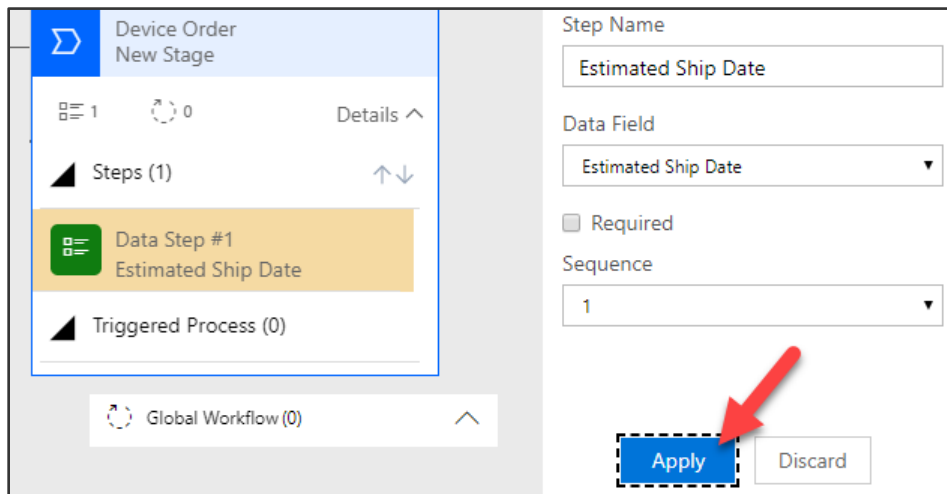 Device Order
New Stage
1
0
Details
Steps (1)
Data Step #1
Estimated Ship Date
Triggered Process (0)
Global Workflow (0)
Step Name
Estimated Ship Date
Data Field
Estimated Ship Date
Required
Sequence
1
Apply
Discard